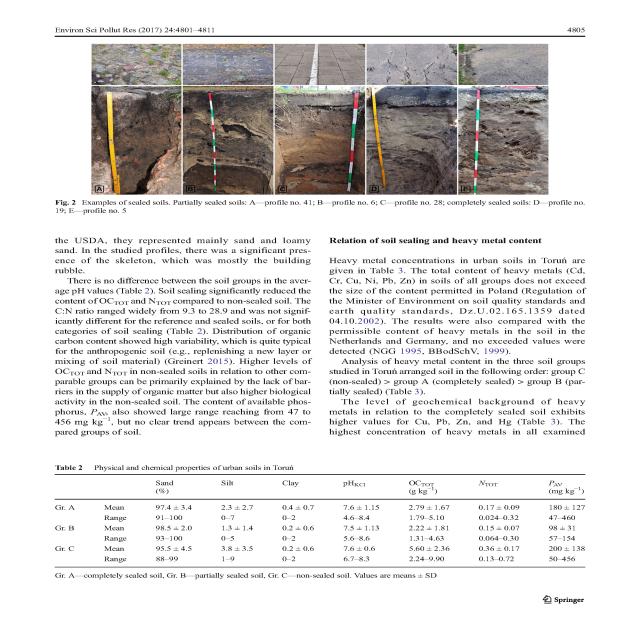 Environ Sci Pollut Res (2017) 24:4801–4811 4805
A B C D E
Fig. 2 Examples of sealed soils. Partially sealed soils: A—profile no. 41; B—profile no. 6; C—profile no. 28; completely sealed soils: D—profile no.
19; E—profile no. 5
the USDA, they represented mainly sand and loamy
sand. In the studied profiles, there was a significant pres-
ence of the skeleton, which was mostly the building
rubble.
There is no difference between the soil groups in the aver-
age pH values (Table 2). Soil sealing significantly reduced the
content of OCTOT and NTOT compared to non-sealed soil. The
C:N ratio ranged widely from 9.3 to 28.9 and was not signif-
icantly different for the reference and sealed soils, or for both
categories of soil sealing (Table 2). Distribution of organic
carbon content showed high variability, which is quite typical
for the anthropogenic soil (e.g., replenishing a new layer or
mixing of soil material) (Greinert 2015). Higher levels of
OCTOT and NTOT in non-sealed soils in relation to other com-
parable groups can be primarily explained by the lack of bar-
riers in the supply of organic matter but also higher biological
activity in the non-sealed soil. The content of available phos-
phorus, PAV, also showed large range reaching from 47 to
456 mg kg−1, but no clear trend appears between the com-
pared groups of soil.
Relation of soil sealing and heavy metal content
Heavy metal concentrations in urban soils in Toruń are
given in Table 3. The total content of heavy metals (Cd,
Cr, Cu, Ni, Pb, Zn) in soils of all groups does not exceed
the size of the content permitted in Poland (Regulation of
the Minister of Environment on soil quality standards and
earth quality standards, Dz.U.02.165.1359 dated
04.10.2002). The results were also compared with the
permissible content of heavy metals in the soil in the
Netherlands and Germany, and no exceeded values were
detected (NGG 1995, BBodSchV, 1999).
Analysis of heavy metal content in the three soil groups
studied in Toruń arranged soil in the following order: group C
(non-sealed) > group A (completely sealed) > group B (par-
tially sealed) (Table 3).
The level of geochemical background of heavy
metals in relation to the completely sealed soil exhibits
higher values for Cu, Pb, Zn, and Hg (Table 3). The
highest concentration of heavy metals in all examined
Table 2 Physical and chemical properties of urban soils in Toruń
Sand Silt Clay pHKCl OCTOT NTOT PAV
(%) (g kg−1) (mg kg−1)
Gr. A Mean 97.4 ± 3.4 2.3 ± 2.7 0.4 ± 0.7 7.6 ± 1.15 2.79 ± 1.67 0.17 ± 0.09 180 ± 127
Range 91–100 0–7 0–2 4.6–8.4 1.79–5.10 0.024–0.32 47–460
Gr. B Mean 98.5 ± 2.0 1.3 ± 1.4 0.2 ± 0.6 7.5 ± 1.13 2.22 ± 1.81 0.15 ± 0.07 98 ± 31
Range 93–100 0–5 0–2 5.6–8.6 1.31–4.63 0.064–0.30 57–154
Gr. C Mean 95.5 ± 4.5 3.8 ± 3.5 0.2 ± 0.6 7.6 ± 0.6 5.60 ± 2.36 0.36 ± 0.17 200 ± 138
Range 88–99 1–9 0–2 6.7–8.3 2.24–9.90 0.13–0.72 50–456
Gr. A—completely sealed soil, Gr. B—partially sealed soil, Gr. C—non-sealed soil. Values are means ± SD
Springer